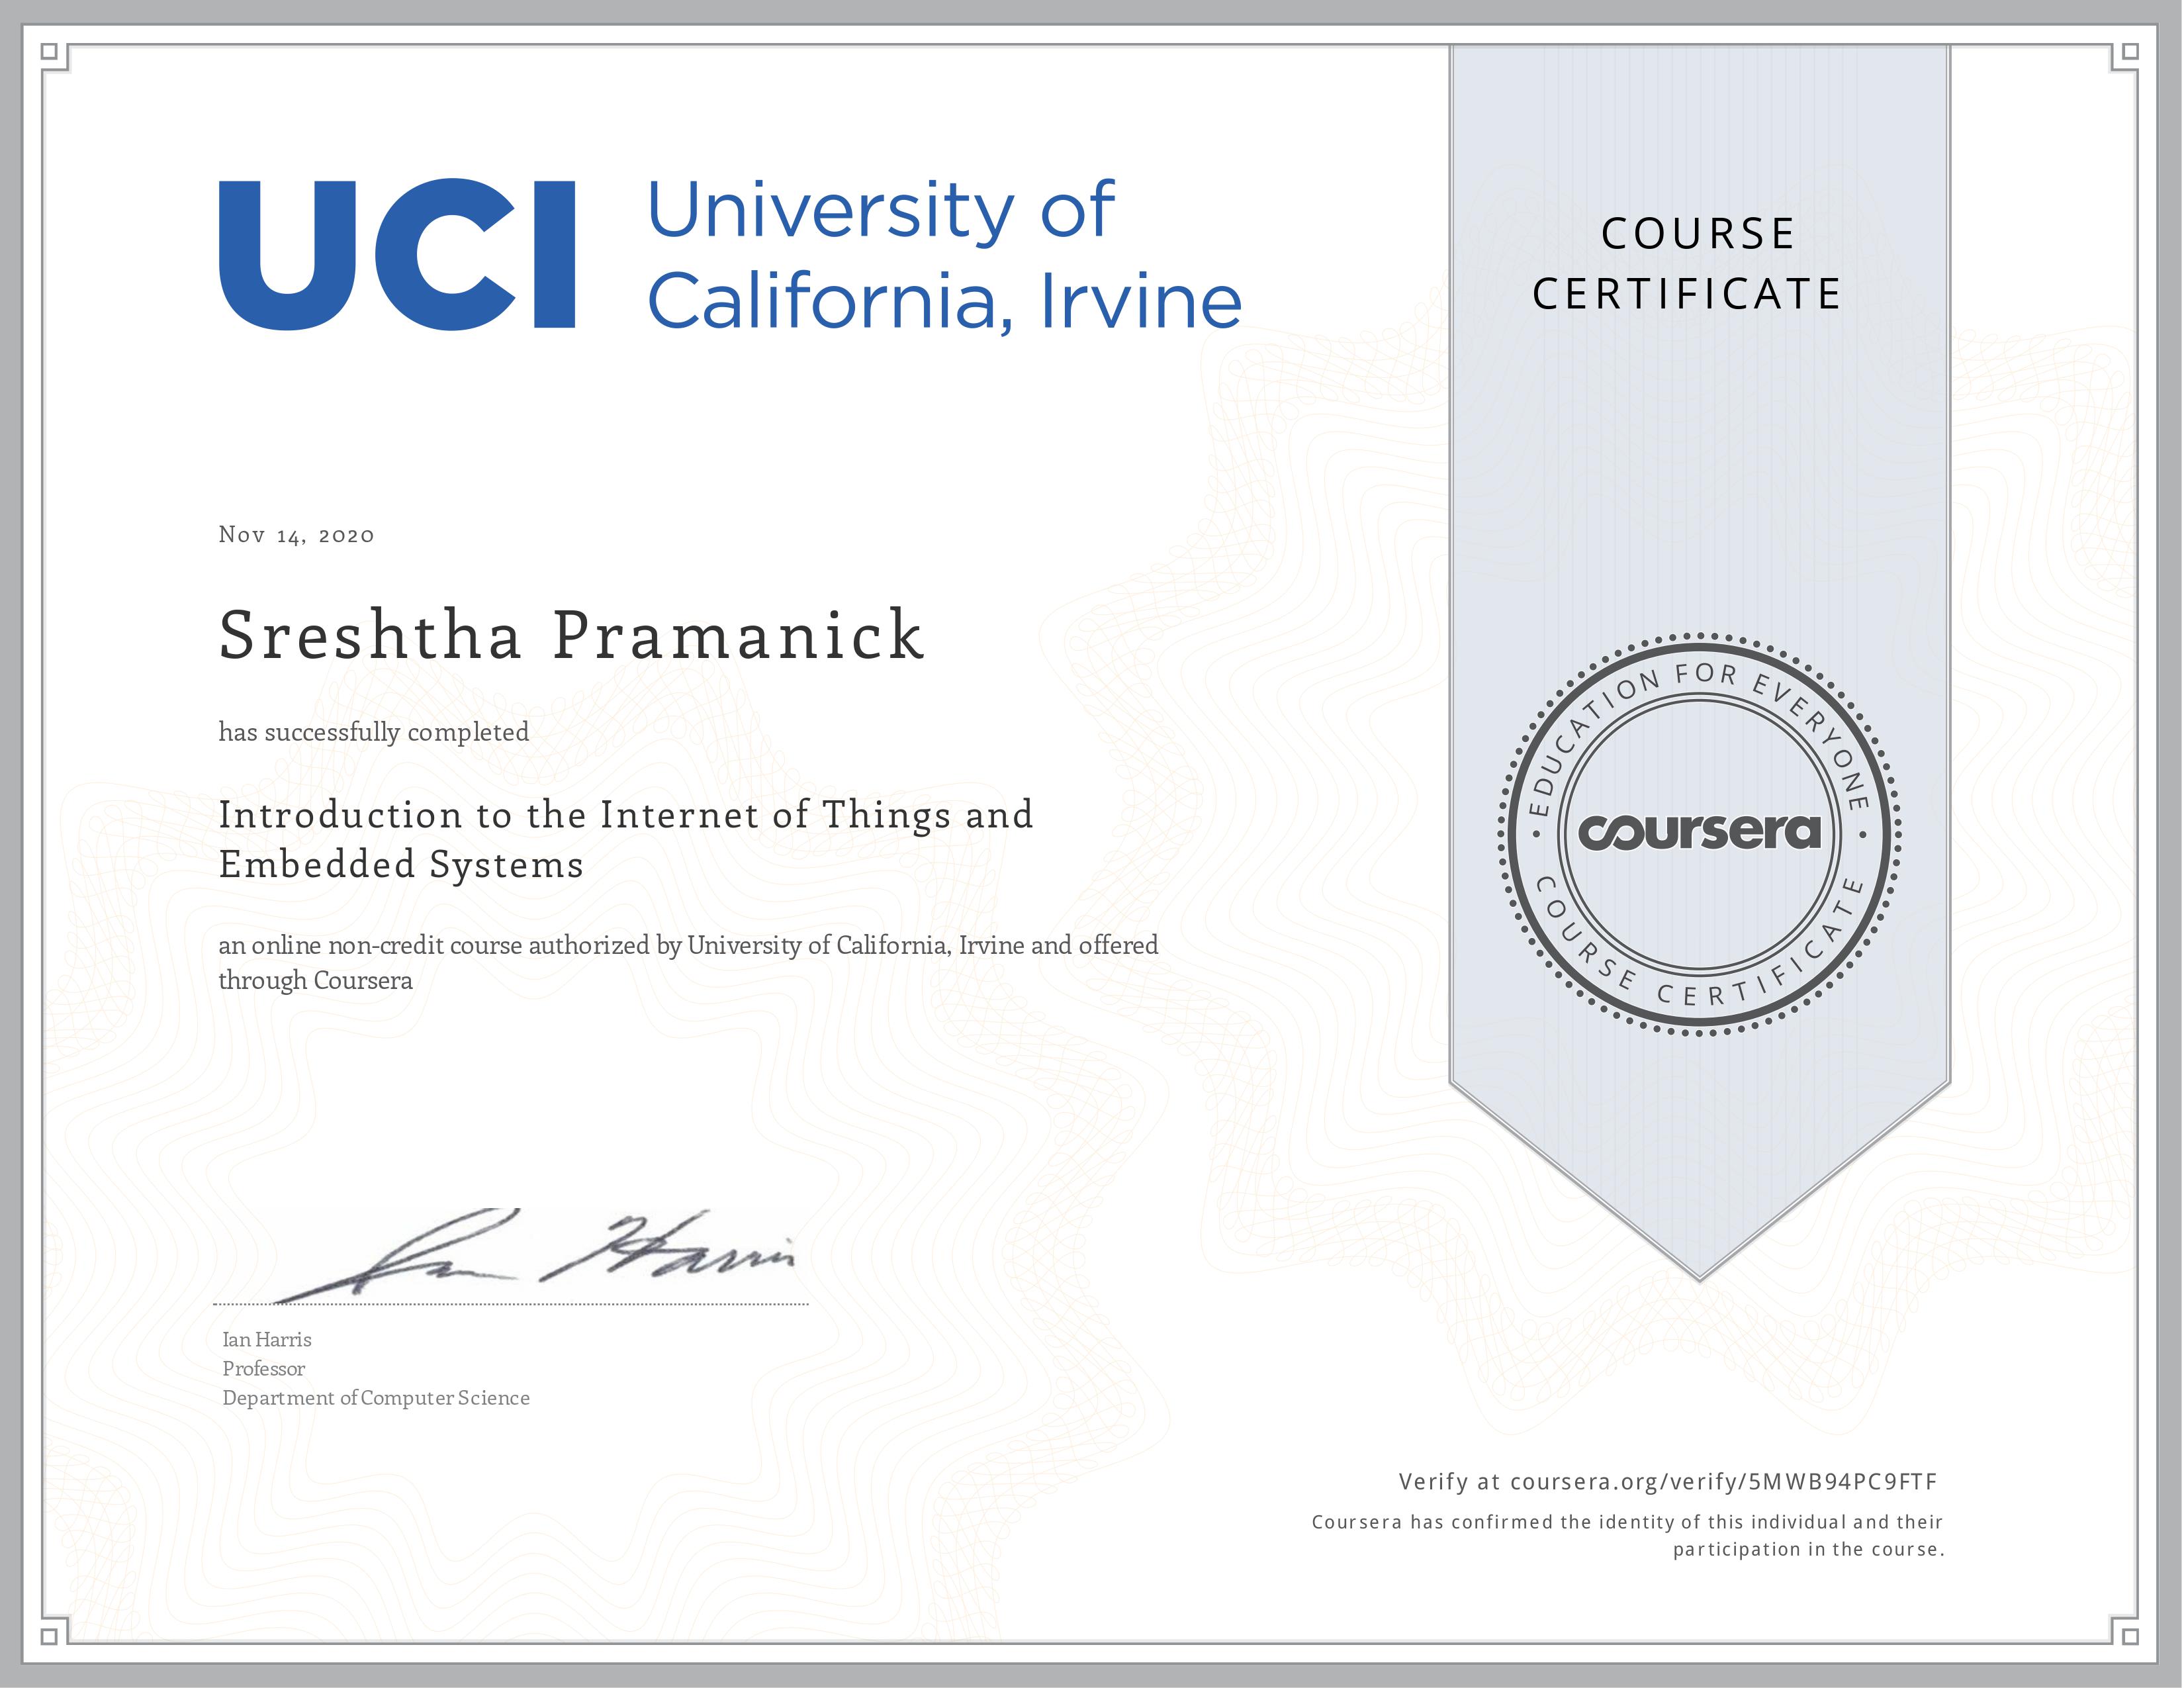 UCI University of
California, Irvine
COURSE
CERTIFICATE
Nov 14, 2020
Sreshtha Pramanick
has successfully completed
Introduction to the Internet of Things and
Embedded Systems
an online non-credit course authorized by University of California, Irvine and offered
through Coursera
EDUCATION FOR EVERYONE
coursera
COURSE CERTIFICATE
Ian Harris
Ian Harris
Professor
Department of Computer Science
Verify at coursera.org/verify/5MWB94PC9FTF
Coursera has confirmed the identity of this individual and their
participation in the course.